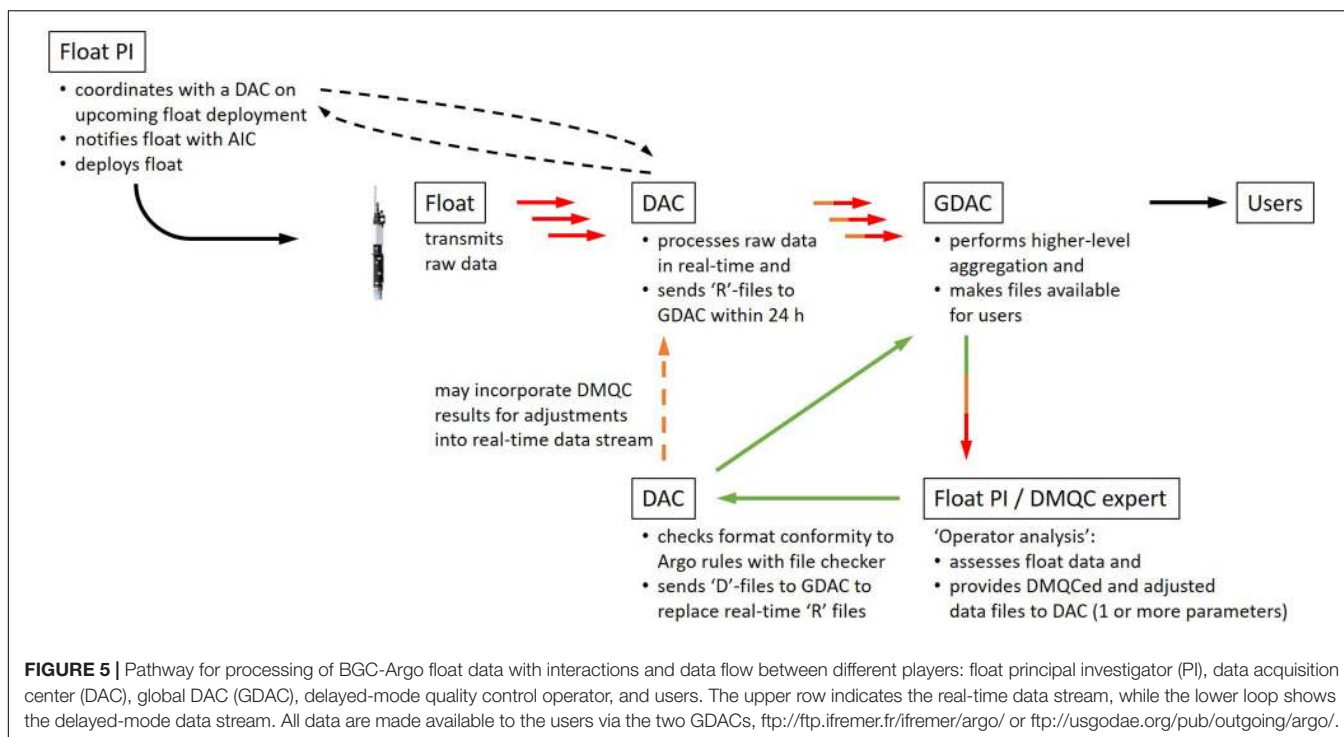 Float PI
• coordinates with a DAC on
upcoming float deployment
• notifies float with AIC
• deploys float
Float
transmits
raw data
DAC
• processes raw data
in real-time and
• sends 'R'-files to
GDAC within 24 h
GDAC
• performs higher-level
aggregation and
• makes files available
for users
Users
may incorporate DMQC
results for adjustments
into real-time data stream
DAC
• checks format conformity to
Argo rules with file checker
• sends 'D'-files to GDAC to
replace real-time 'R' files
Float PI / DMQC expert
'Operator analysis':
• assesses float data and
• provides DMQCed and adjusted
data files to DAC (1 or more parameters)
FIGURE 5 | Pathway for processing of BGC-Argo float data with interactions and data flow between different players: float principal investigator (PI), data acquisition
center (DAC), global DAC (GDAC), delayed-mode quality control operator, and users. The upper row indicates the real-time data stream, while the lower loop shows
the delayed-mode data stream. All data are made available to the users via the two GDACs, ftp://ftp.ifremer.fr/ifremer/argo/ or ftp://usgodae.org/pub/outgoing/argo/.